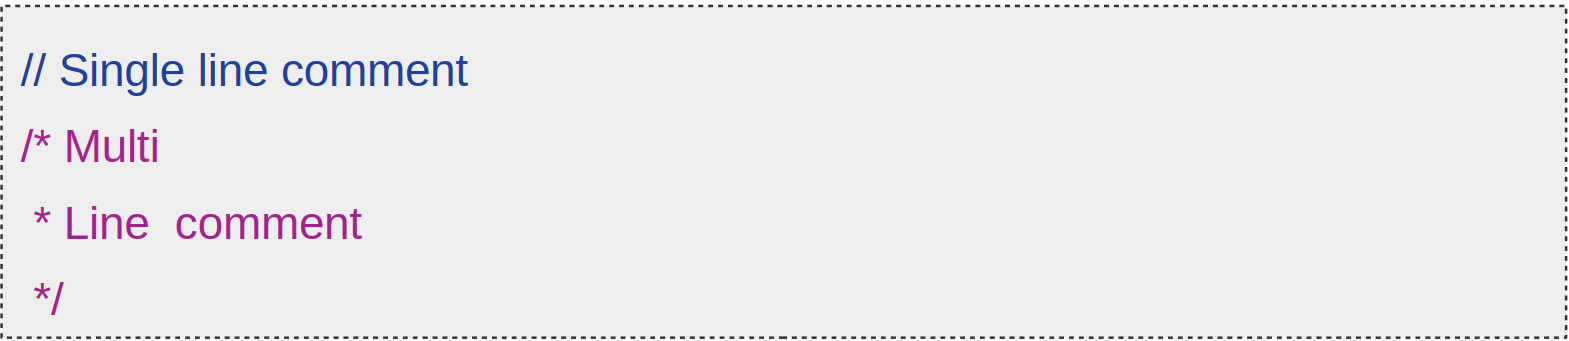 // Single line comment
/* Multi
 * Line  comment
 */